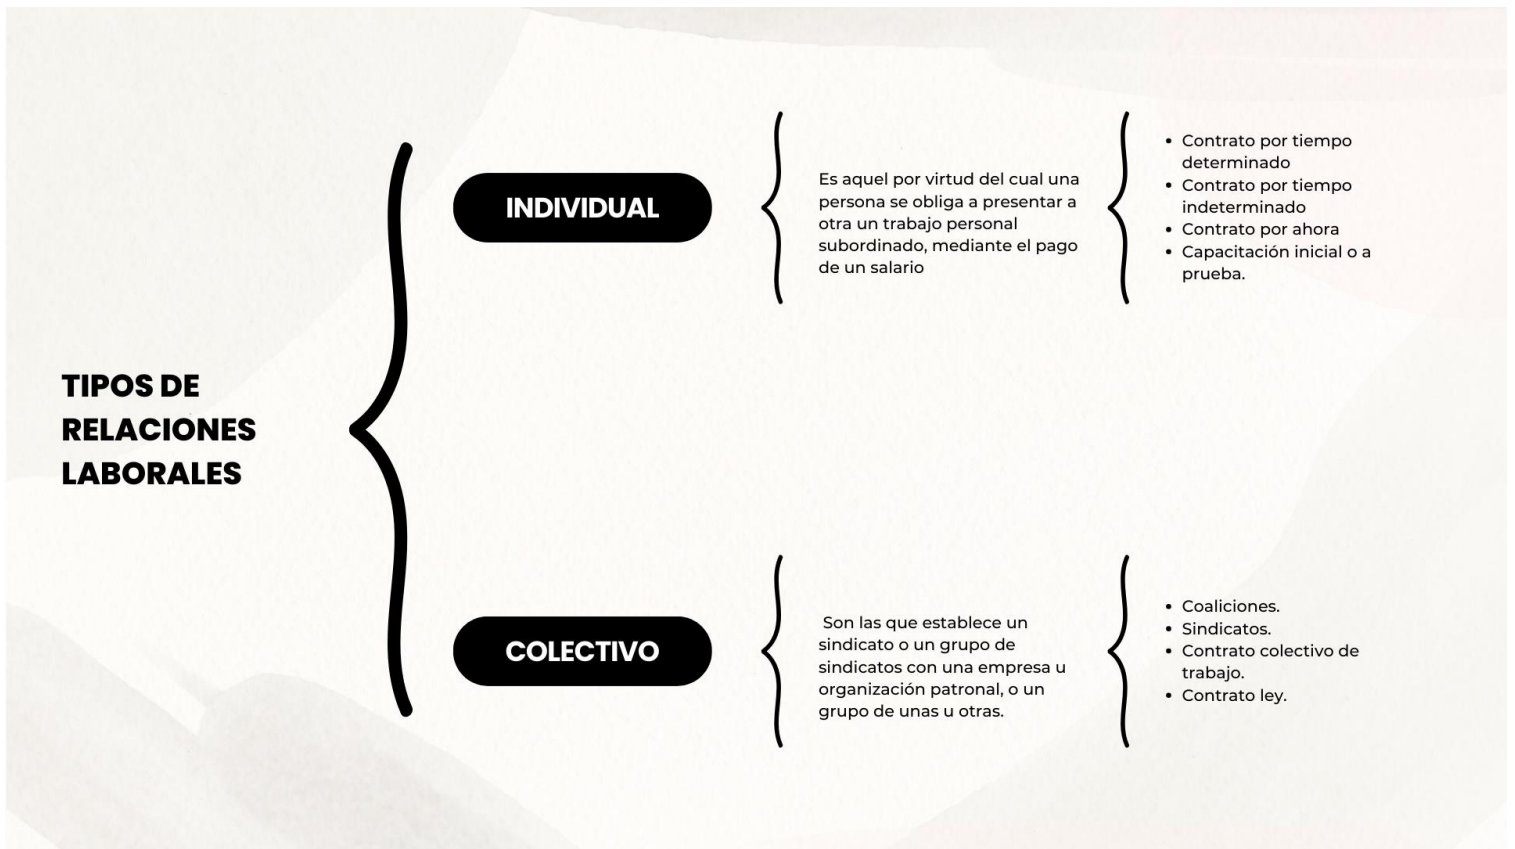 TIPOS DE
RELACIONES
LABORALES
INDIVIDUAL
Es aquel por virtud del cual una
persona se obliga a presentar a
otra un trabajo personal
subordinado, mediante el pago
de un salario
• Contrato por tiempo
determinado
• Contrato por tiempo
indeterminado
• Contrato por ahora
• Capacitación inicial o a
prueba.
COLECTIVO
Son las que establece un
sindicato o un grupo de
sindicatos con una empresa u
organización patronal, o un
grupo de unas u otras.
• Coaliciones.
• Sindicatos.
• Contrato colectivo de
trabajo.
• Contrato ley.